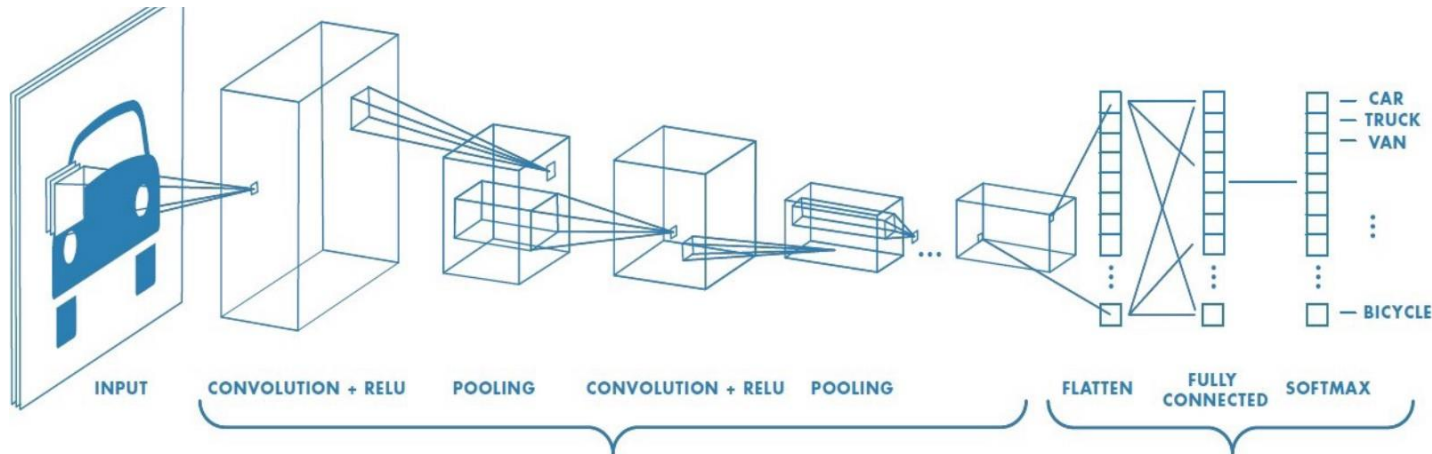 CAR
TRUCK
VAN
BICYCLE
INPUT
CONVOLUTION + RELU
POOLING
CONVOLUTION + RELU
POOLING
FLATTEN
FULLY
CONNECTED
SOFTMAX